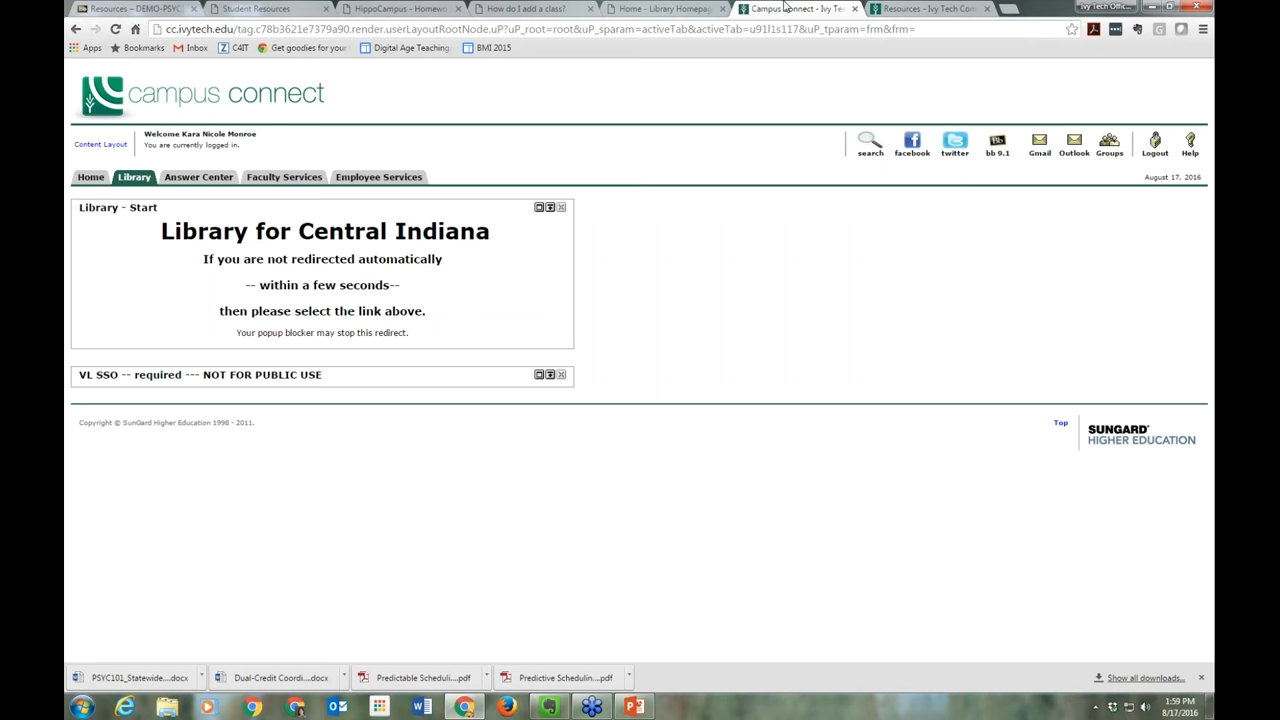 Resources – DEMO-PSYC Student Resources HippoCampus - Homewo How do I add a class? Home - Library Homepag Campus Connect - Ivy Te Resources - Ivy Tech Com Ivy Tech Offic...
cc.ivytech.edu/tag.c78b3621e7379a90.render.userLayoutRootNode.uP?uP_root=root&uP_sparam=activeTab&activeTab=u91l1s117&uP_tparam=frm&frm=
Apps Bookmarks Inbox C4IT Get goodies for your Digital Age Teaching BMI 2015
campus connect
Content Layout
Welcome Kara Nicole Monroe
You are currently logged in.
search facebook twitter bb 9.1 Gmail Outlook Groups Logout Help
Home Library Answer Center Faculty Services Employee Services August 17, 2016
Library - Start
Library for Central Indiana
If you are not redirected automatically
-- within a few seconds--
then please select the link above.
Your popup blocker may stop this redirect.
VL SSO -- required --- NOT FOR PUBLIC USE
Copyright © SunGard Higher Education 1998 - 2011.
Top
SUNGARD
HIGHER EDUCATION
PSYC101_Statewide....docx Dual-Credit Coordi....docx Predictable Scheduli....pdf Predictive Schedulin....pdf Show all downloads...
1:59 PM
8/17/2016